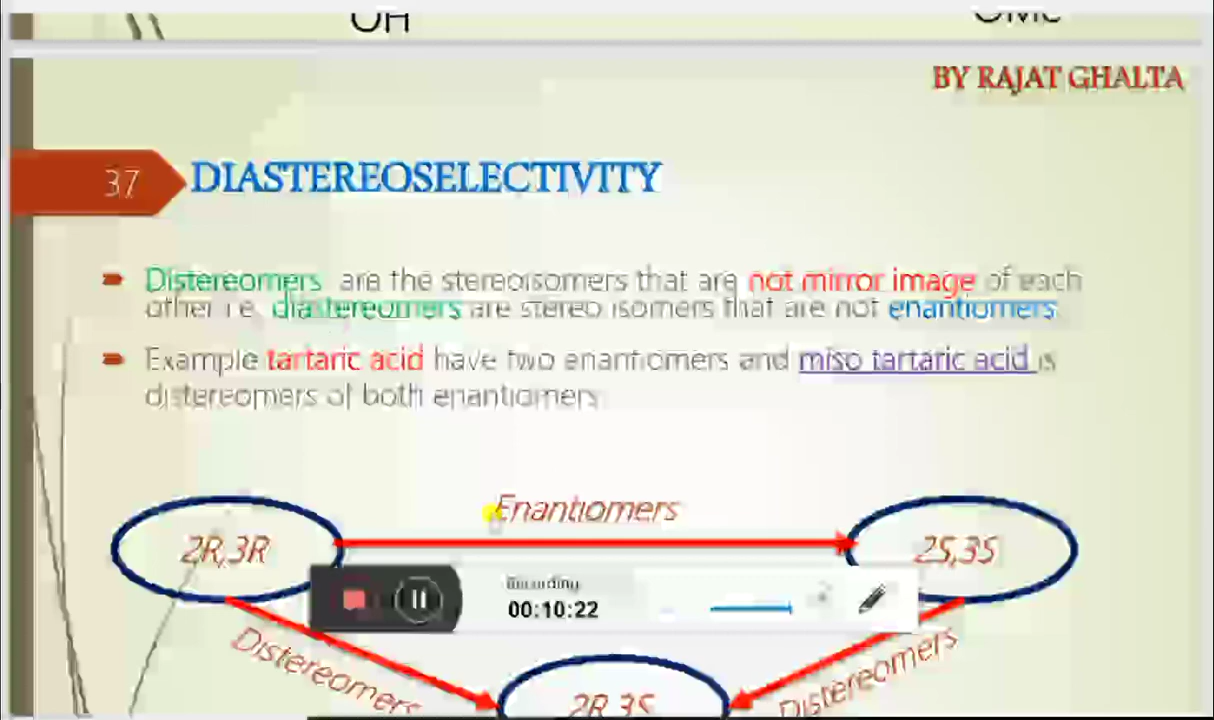 OH
OMe
BY RAJAT GHALTA
37
DIASTEREOSELECTIVITY
Distereomers are the stereoisomers that are not mirror image of each
other i.e. diastereomers are stereo isomers that are not enantiomers
Example tartaric acid have two enantiomers and miso tartaric acid is
distereomers of both enantiomers
Enantiomers
2R,3R
2S,3S
Recording
00:10:22
Distereomers
Distereomers
2R,3S